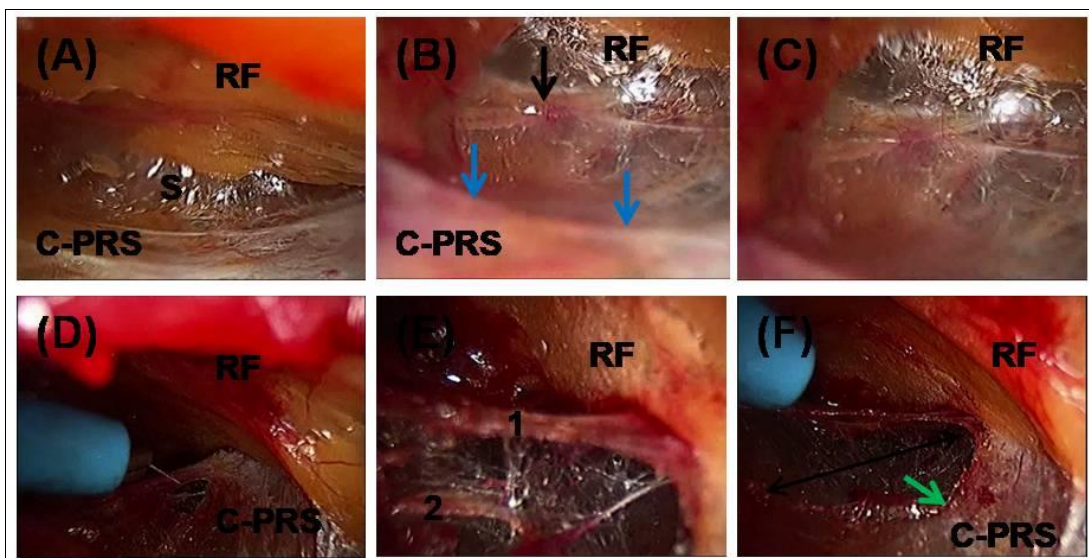 (A)
RF
S
C-PRS
(B)
RF
C-PRS
(C)
RF
(D)
RF
C-PRS
(E)
RF
1
2
(F)
RF
C-PRS